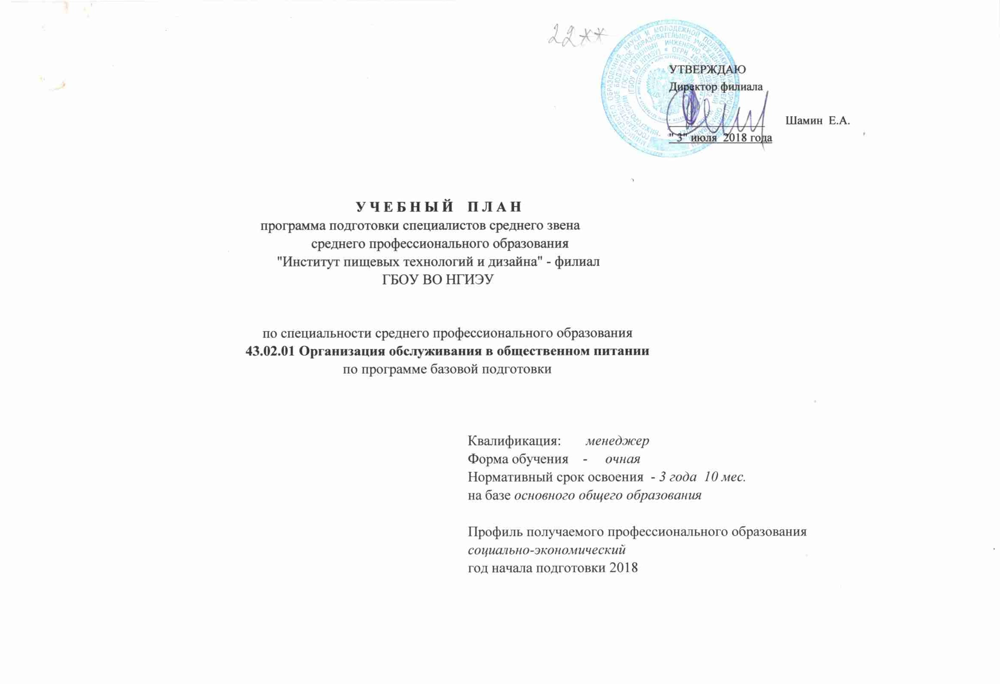 22**
УТВЕРЖДАЮ
Директор филиала
Шамин Е.А.
" 3" июля 2018 года
УЧЕБНЫЙ ПЛАН
программа подготовки специалистов среднего звена
среднего профессионального образования
"Институт пищевых технологий и дизайна" - филиал
ГБОУ ВО НГИЭУ
по специальности среднего профессионального образования
43.02.01 Организация обслуживания в общественном питании
по программе базовой подготовки
Квалификация: менеджер
Форма обучения - очная
Нормативный срок освоения - 3 года 10 мес.
на базе основного общего образования
Профиль получаемого профессионального образования
социально-экономический
год начала подготовки 2018